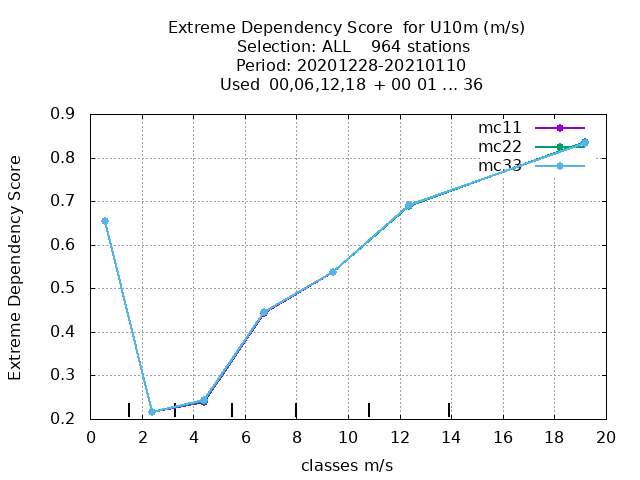 Extreme Dependency Score  for U10m (m/s)
Selection: ALL    964 stations
Period: 20201228-20210110
Used  00,06,12,18  + 00 01 ... 36
mc11
mc22
mc33
Extreme Dependency Score
0.9
0.8
0.7
0.6
0.5
0.4
0.3
0.2
0 2 4 6 8 10 12 14 16 18 20
classes m/s